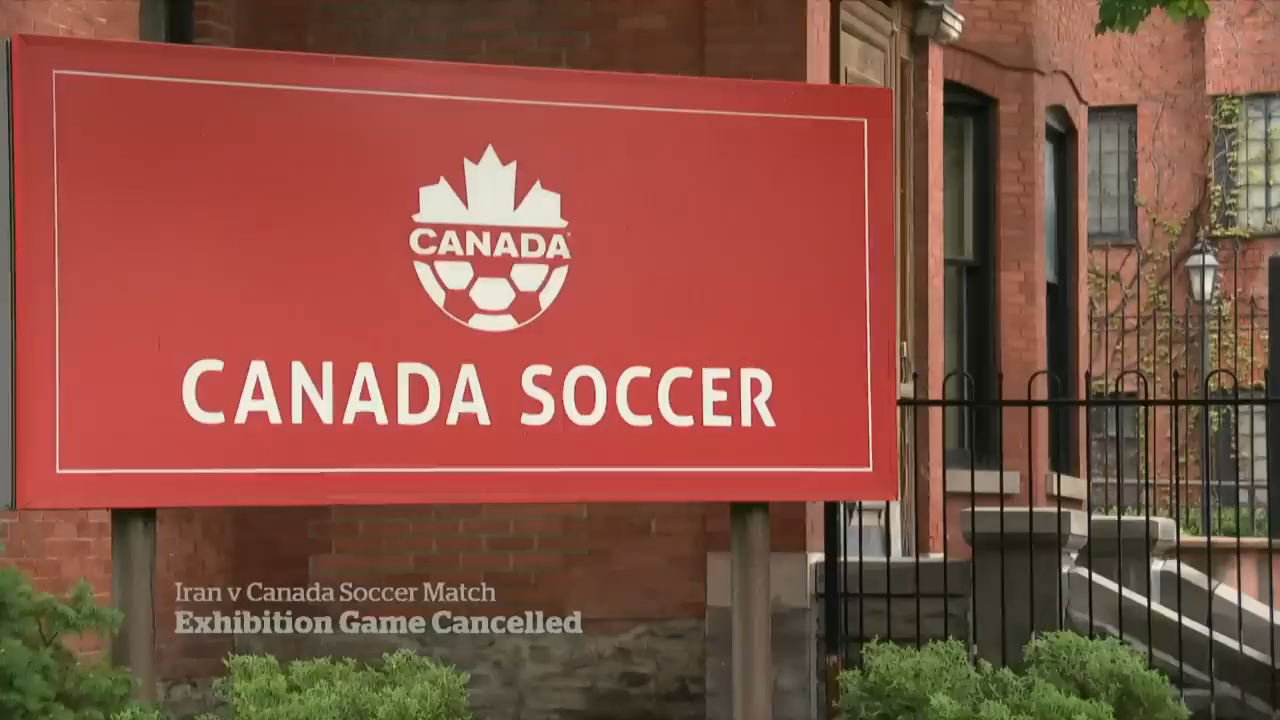 CANADA
CANADA SOCCER
Iran v Canada Soccer Match
Exhibition Game Cancelled